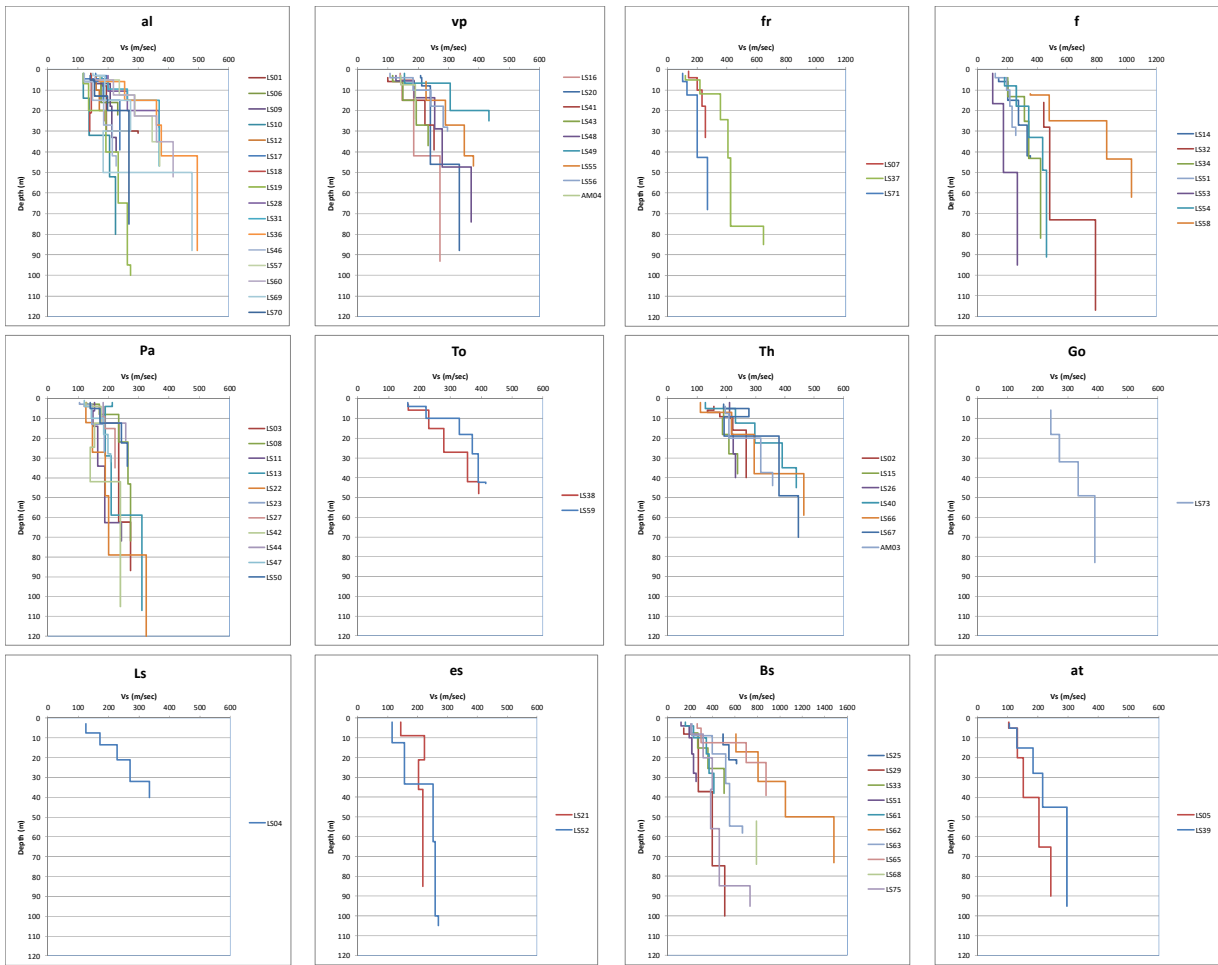 al
Vs (m/sec)
0 100 200 300 400 500 600
Depth (m)
0
10
20
30
40
50
60
70
80
90
100
110
120
LS01
LS06
LS09
LS10
LS12
LS17
LS18
LS19
LS28
LS31
LS36
LS46
LS57
LS60
LS69
LS70
vp
Vs (m/sec)
0 100 200 300 400 500 600
Depth (m)
0
10
20
30
40
50
60
70
80
90
100
110
120
LS16
LS20
LS41
LS43
LS48
LS49
LS55
LS56
AM04
fr
Vs (m/sec)
0 200 400 600 800 1000 1200
Depth (m)
0
10
20
30
40
50
60
70
80
90
100
110
120
LS07
LS37
LS71
f
Vs (m/sec)
0 200 400 600 800 1000 1200
Depth (m)
0
10
20
30
40
50
60
70
80
90
100
110
120
LS14
LS32
LS34
LS51
LS53
LS54
LS58
Pa
Vs (m/sec)
0 100 200 300 400 500 600
Depth (m)
0
10
20
30
40
50
60
70
80
90
100
110
120
LS03
LS08
LS11
LS13
LS22
LS23
LS27
LS42
LS44
LS47
LS50
To
Vs (m/sec)
0 100 200 300 400 500 600
Depth (m)
0
10
20
30
40
50
60
70
80
90
100
110
120
LS38
LS59
Th
Vs (m/sec)
0 100 200 300 400 500 600
Depth (m)
0
10
20
30
40
50
60
70
80
90
100
110
120
LS02
LS15
LS26
LS40
LS66
LS67
AM03
Go
Vs (m/sec)
0 100 200 300 400 500 600
Depth (m)
0
10
20
30
40
50
60
70
80
90
100
110
120
LS73
Ls
Vs (m/sec)
0 100 200 300 400 500 600
Depth (m)
0
10
20
30
40
50
60
70
80
90
100
110
120
LS04
es
Vs (m/sec)
0 100 200 300 400 500 600
Depth (m)
0
10
20
30
40
50
60
70
80
90
100
110
120
LS21
LS52
Bs
Vs (m/sec)
0 200 400 600 800 1000 1200 1400 1600
Depth (m)
0
10
20
30
40
50
60
70
80
90
100
110
120
LS25
LS29
LS33
LS51
LS61
LS62
LS63
LS65
LS68
LS75
at
Vs (m/sec)
0 100 200 300 400 500 600
Depth (m)
0
10
20
30
40
50
60
70
80
90
100
110
120
LS05
LS39